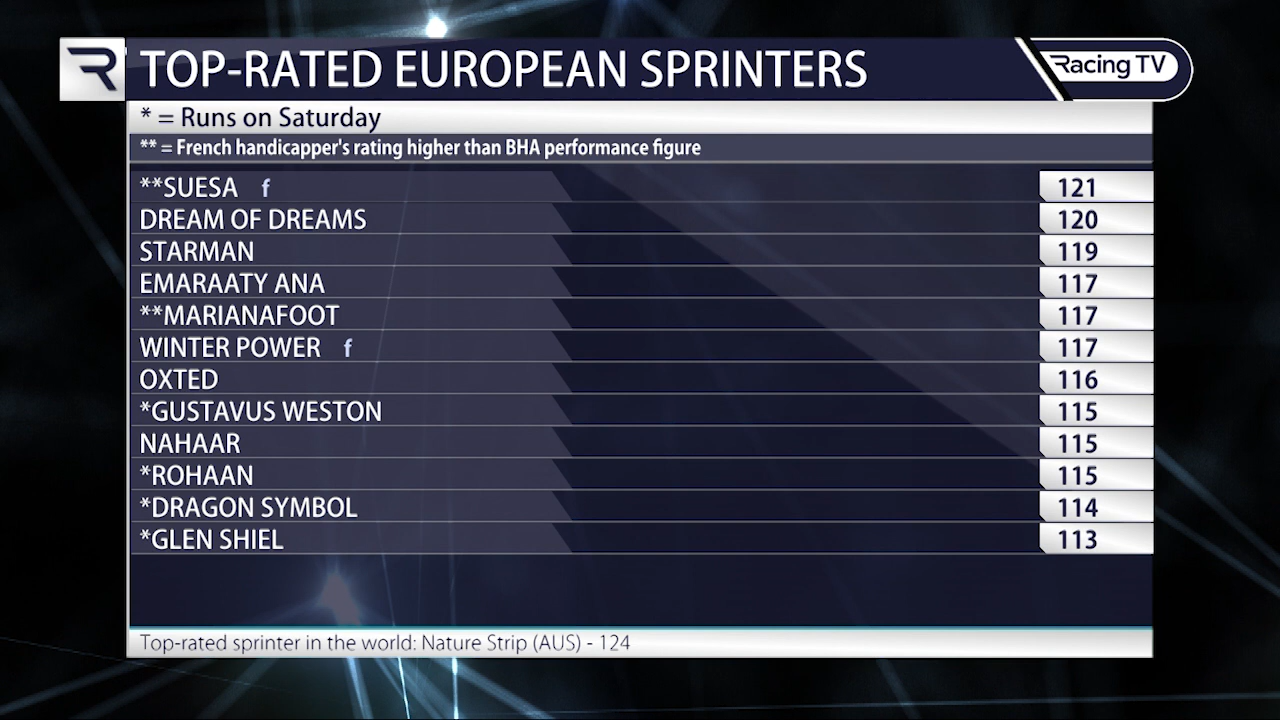 TOP-RATED EUROPEAN SPRINTERS
Racing TV
* = Runs on Saturday
** = French handicapper's rating higher than BHA performance figure
**SUESA f 121
DREAM OF DREAMS 120
STARMAN 119
EMARAATY ANA 117
**MARIANAFOOT 117
WINTER POWER f 117
OXTED 116
*GUSTAVUS WESTON 115
NAHAAR 115
*ROHAAN 115
*DRAGON SYMBOL 114
*GLEN SHIEL 113
Top-rated sprinter in the world: Nature Strip (AUS) - 124